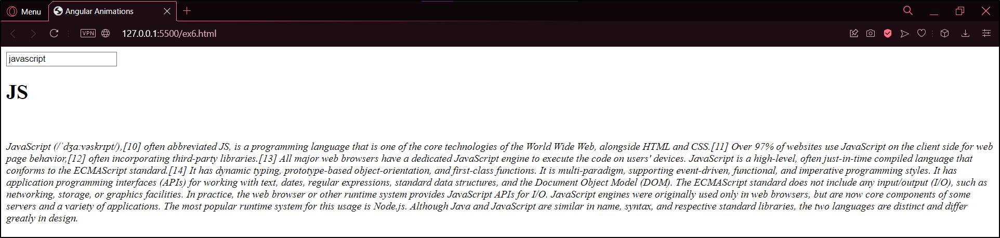 Menu
Angular Animations
VPN
127.0.0.1:5500/ex6.html
javascript
JS
JavaScript (/ˈdʒɑːvəskrɪpt/),[10] often abbreviated JS, is a programming language that is one of the core technologies of the World Wide Web, alongside HTML and CSS.[11] Over 97% of websites use JavaScript on the client side for web
page behavior,[12] often incorporating third-party libraries.[13] All major web browsers have a dedicated JavaScript engine to execute the code on users' devices. JavaScript is a high-level, often just-in-time compiled language that
conforms to the ECMAScript standard.[14] It has dynamic typing, prototype-based object-orientation, and first-class functions. It is multi-paradigm, supporting event-driven, functional, and imperative programming styles. It has
application programming interfaces (APIs) for working with text, dates, regular expressions, standard data structures, and the Document Object Model (DOM). The ECMAScript standard does not include any input/output (I/O), such as
networking, storage, or graphics facilities. In practice, the web browser or other runtime system provides JavaScript APIs for I/O. JavaScript engines were originally used only in web browsers, but are now core components of some
servers and a variety of applications. The most popular runtime system for this usage is Node.js. Although Java and JavaScript are similar in name, syntax, and respective standard libraries, the two languages are distinct and differ
greatly in design.